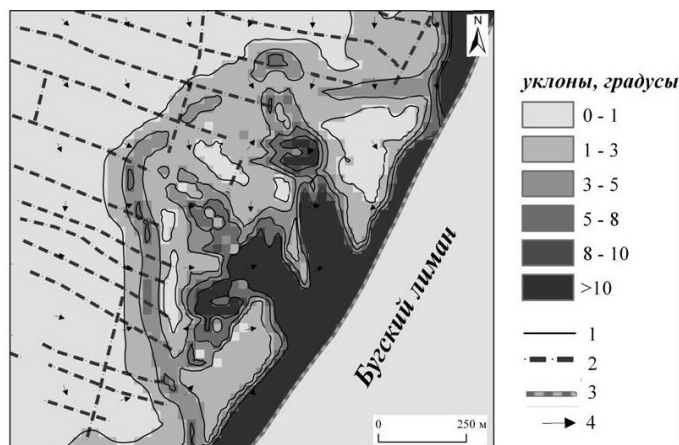 N
уклоны, градусы
0 - 1
1 - 3
3 - 5
5 - 8
8 - 10
>10
1
2
3
4
Бугский лиман
0 250 м